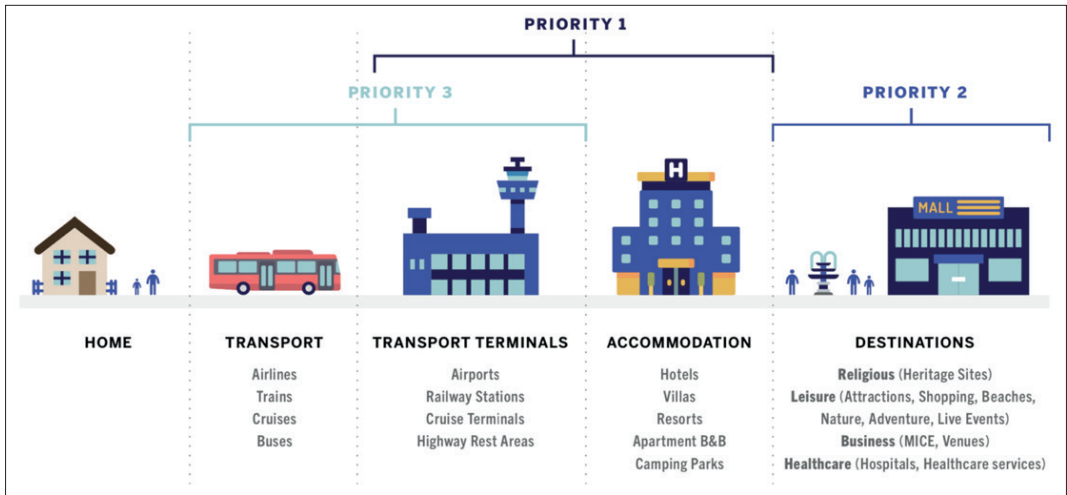 PRIORITY 1
PRIORITY 3
PRIORITY 2
H
MALL
HOME
TRANSPORT
Airlines
Trains
Cruises
Buses
TRANSPORT TERMINALS
Airports
Railway Stations
Cruise Terminals
Highway Rest Areas
ACCOMMODATION
Hotels
Villas
Resorts
Apartment B&B
Camping Parks
DESTINATIONS
Religious (Heritage Sites)
Leisure (Attractions, Shopping, Beaches,
Nature, Adventure, Live Events)
Business (MICE, Venues)
Healthcare (Hospitals, Healthcare services)